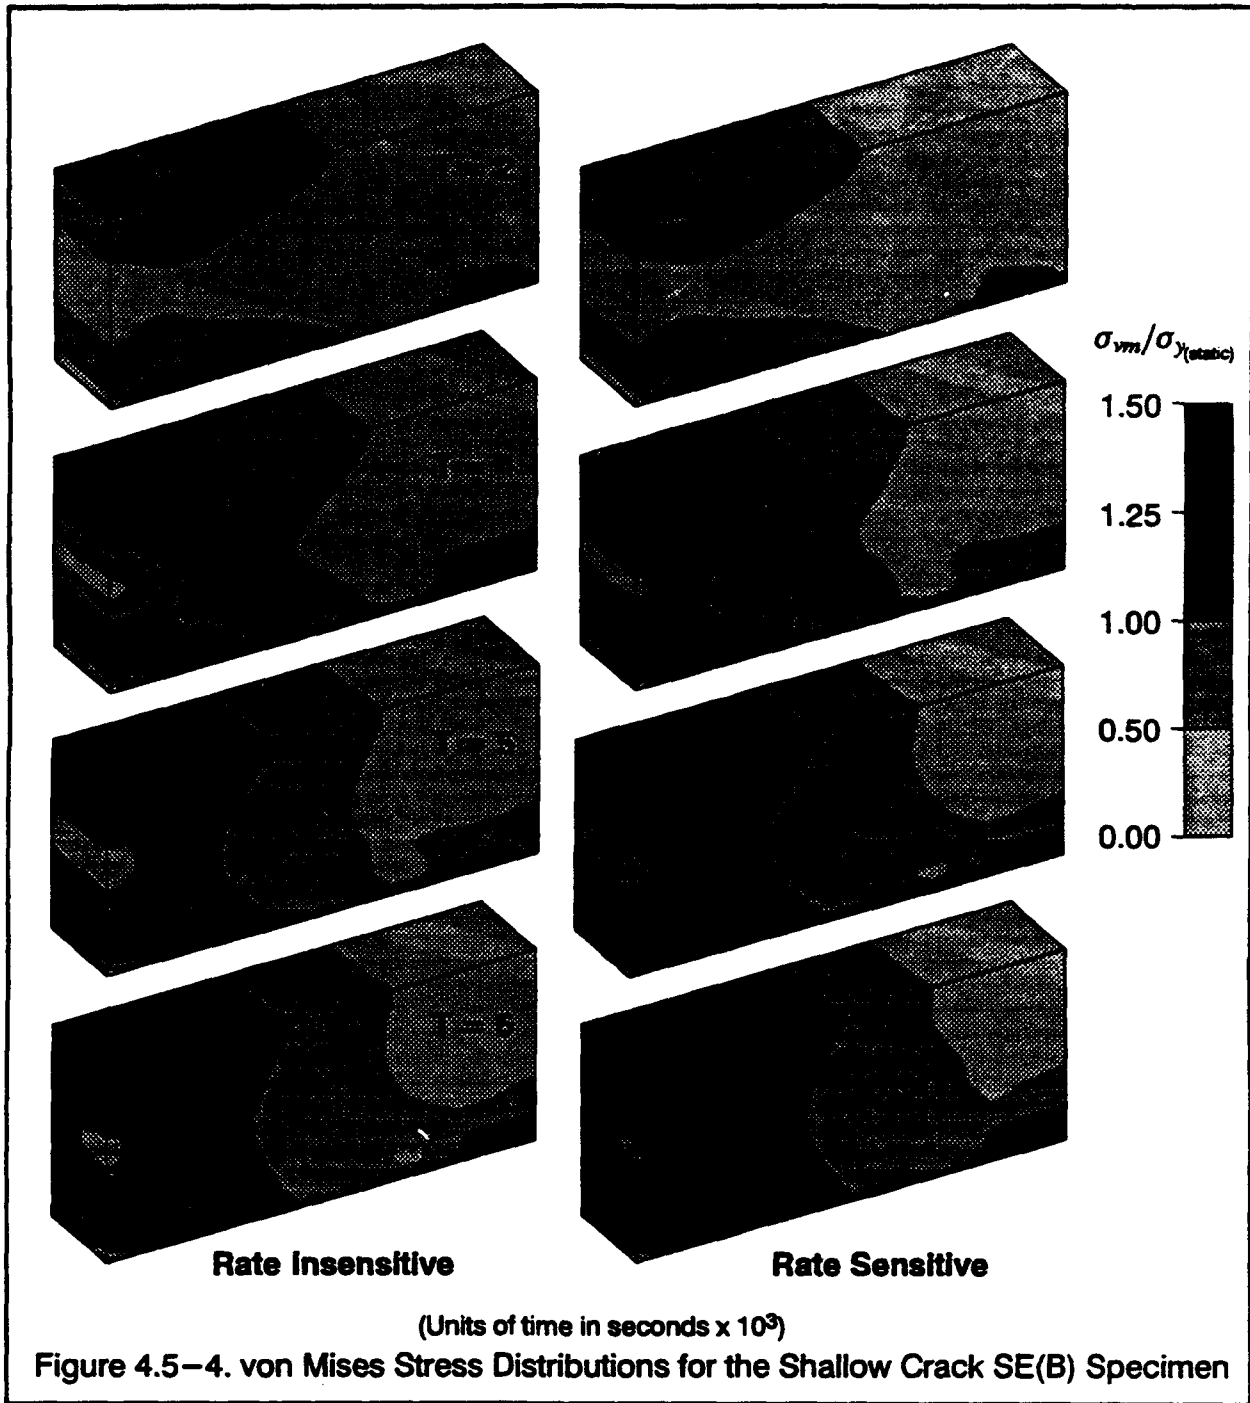 σvm/σy(static)
1.50
1.25
1.00
0.50
0.00
Rate Insensitive
Rate Sensitive
(Units of time in seconds x 10³)
Figure 4.5–4. von Mises Stress Distributions for the Shallow Crack SE(B) Specimen